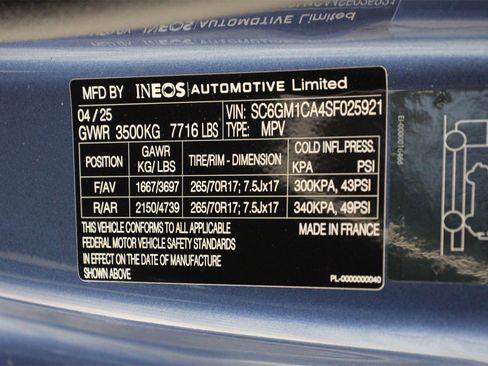 MFD BY INEOS AUTOMOTIVE Limited
04 / 25 VIN: SC6GM1CA4SF025921
GVWR 3500KG 7716 LBS TYPE: MPV
POSITION GAWR KG/ LBS TIRE/RIM - DIMENSION COLD INFL.PRESS. KPA PSI
F/AV 1667/3697 265/70R17; 7.5Jx17 300KPA, 43PSI
R/AR 2150/4739 265/70R17; 7.5Jx17 340KPA, 49PSI
THIS VEHICLE CONFORMS TO ALL APPLICABLE MADE IN FRANCE
FEDERAL MOTOR VEHICLE SAFETY STANDARDS
IN EFFECT ON THE DATE OF MANUFACTURE
SHOWN ABOVE
PL-0000000040